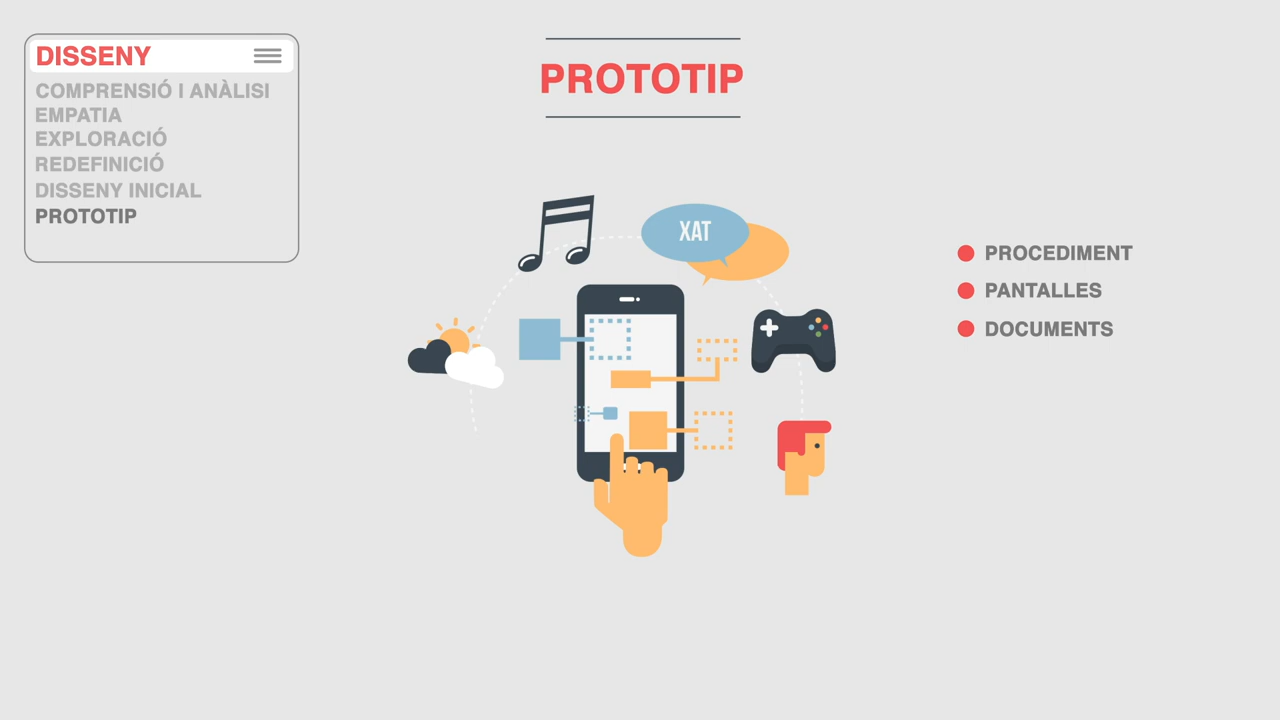 DISSENY
COMPRENSIÓ I ANÀLISI
EMPATIA
EXPLORACIÓ
REDEFINICIÓ
DISSENY INICIAL
PROTOTIP
PROTOTIP
XAT
PROCEDIMENT
PANTALLES
DOCUMENTS